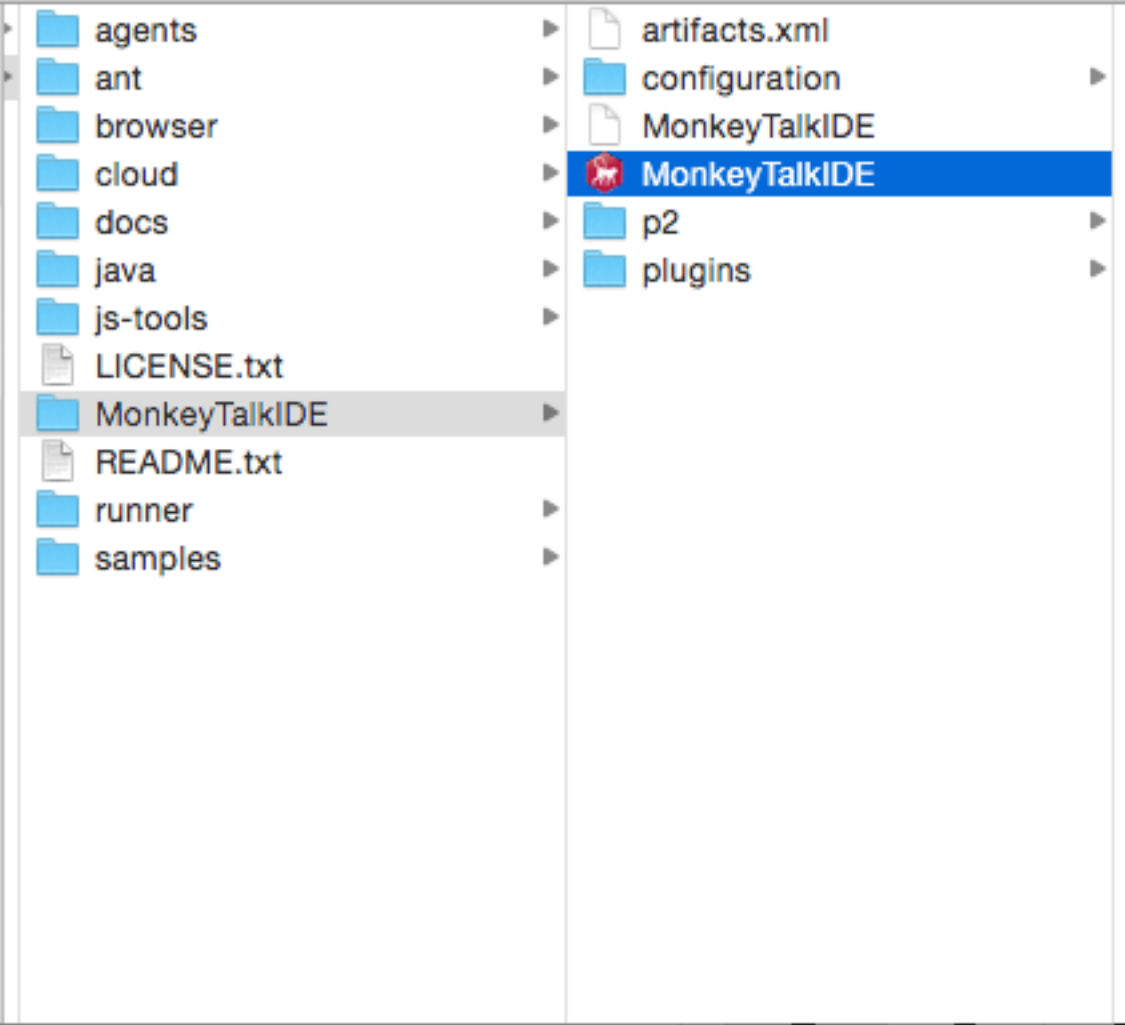 agents
ant
browser
cloud
docs
java
js-tools
LICENSE.txt
MonkeyTalkIDE
README.txt
runner
samples
artifacts.xml
configuration
MonkeyTalkIDE
MonkeyTalkIDE
p2
plugins